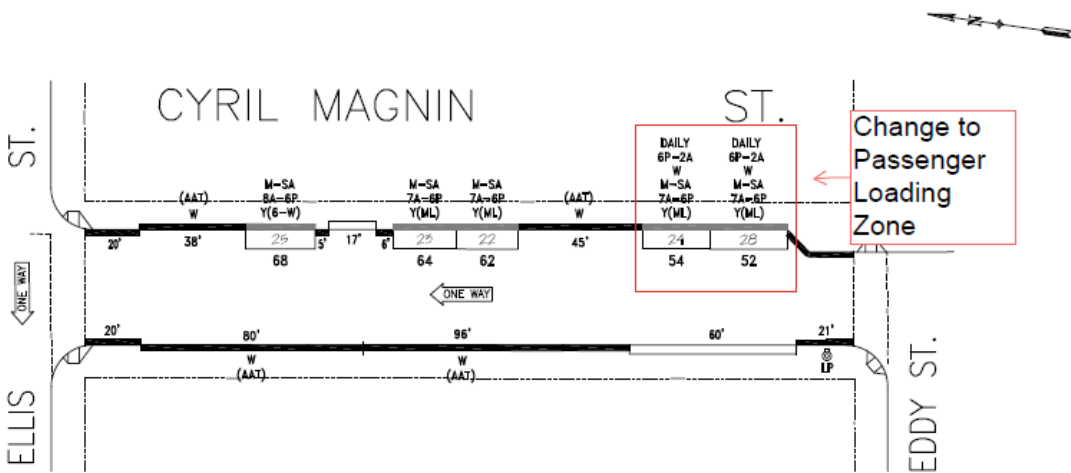 N
CYRIL MAGNIN ST.
Change to
Passenger
Loading
Zone
DAILY
6P-2A
W
M-SA
7A-6P
Y(ML)
DAILY
6P-2A
W
M-SA
7A-6P
Y(ML)
(AAT)
W
M-SA
8A-6P
Y(6-W)
M-SA
7A-6P
Y(ML)
M-SA
7A-6P
Y(ML)
(AAT)
W
20' 38' 25 5' 17' 6' 23 22 45' 24 28
68 64 62 54 52
ONE WAY
ONE WAY
20' 80' 96' 60' 21'
W
(AAT)
W
(AAT)
LP
ELLIS ST.
EDDY ST.